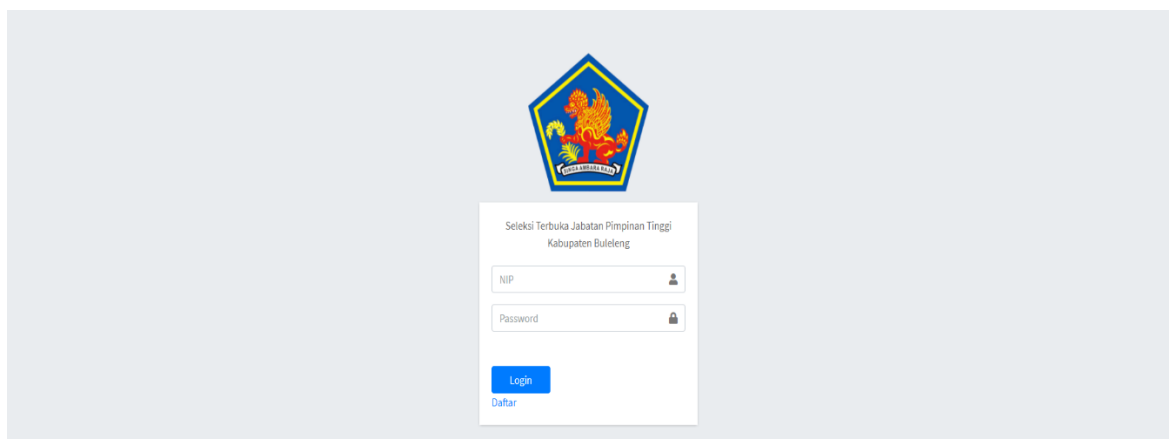 SINGA AMBARA RAJA
Seleksi Terbuka Jabatan Pimpinan Tinggi
Kabupaten Buleleng
NIP
Password
Login
Daftar